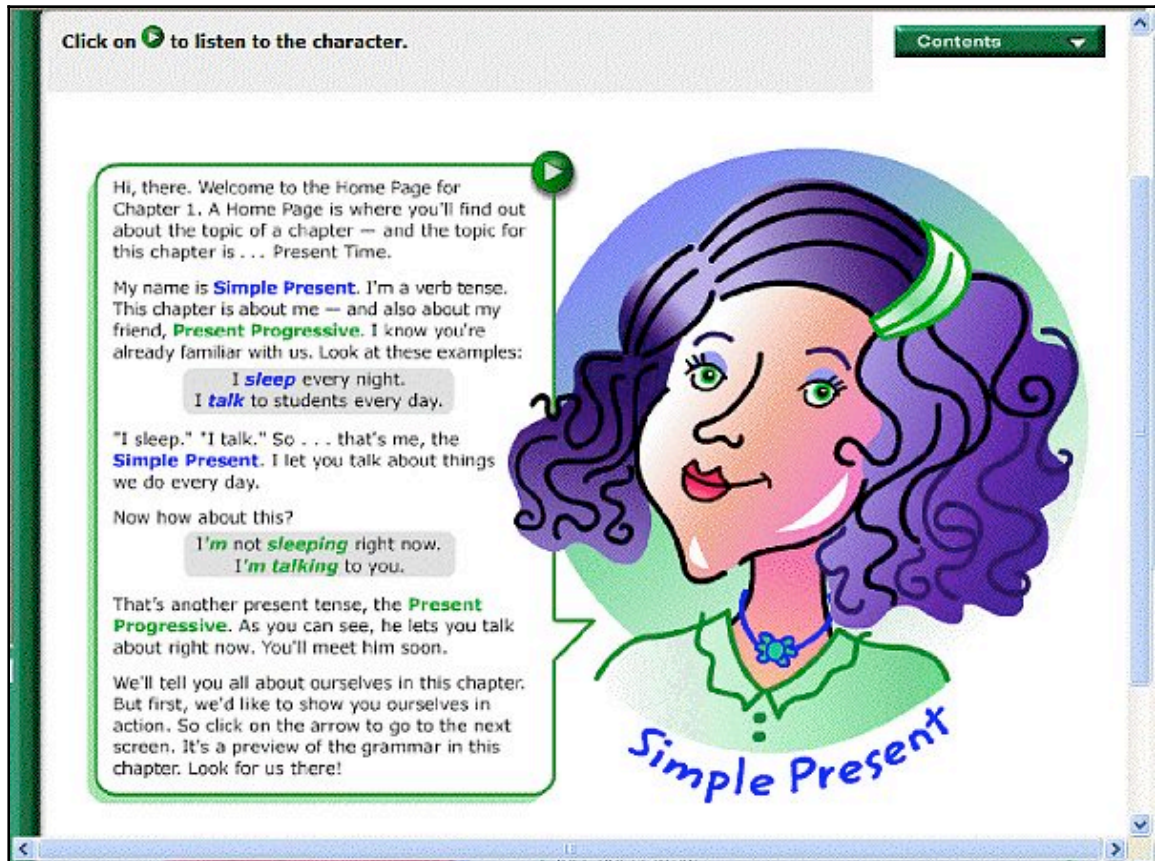 Click on to listen to the character.
Contents
Hi, there. Welcome to the Home Page for
Chapter 1. A Home Page is where you'll find out
about the topic of a chapter — and the topic for
this chapter is . . . Present Time.
My name is Simple Present. I'm a verb tense.
This chapter is about me — and also about my
friend, Present Progressive. I know you're
already familiar with us. Look at these examples:
I sleep every night.
I talk to students every day.
"I sleep." "I talk." So . . . that's me, the
Simple Present. I let you talk about things
we do every day.
Now how about this?
I'm not sleeping right now.
I'm talking to you.
That's another present tense, the Present
Progressive. As you can see, he lets you talk
about right now. You'll meet him soon.
We'll tell you all about ourselves in this chapter.
But first, we'd like to show you ourselves in
action. So click on the arrow to go to the next
screen. It's a preview of the grammar in this
chapter. Look for us there!
Simple Present